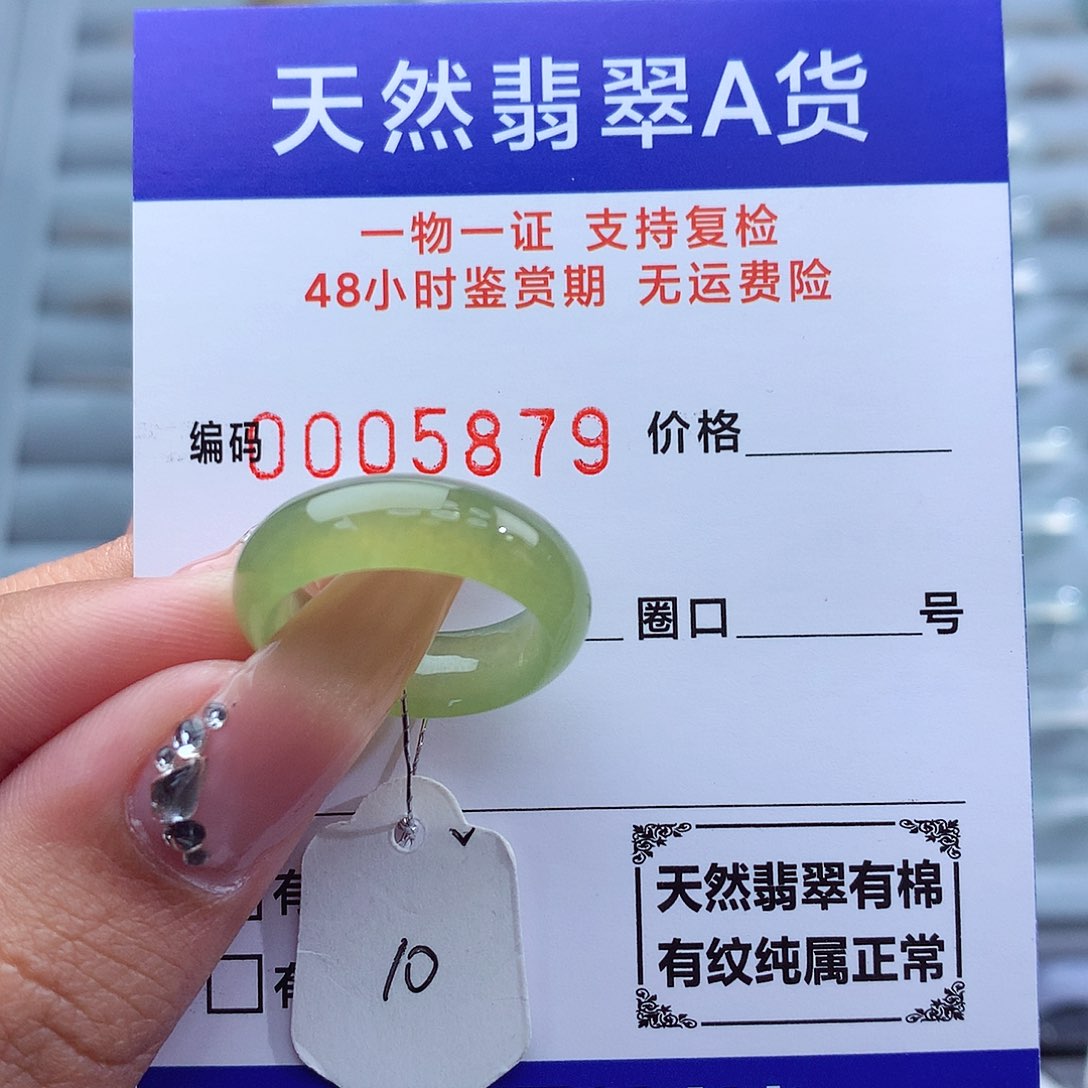 天然翡翠A货
一物一证 支持复检
48小时鉴赏期 无运费险
编码0005879 价格
圈口 号
有
有
10
天然翡翠有棉
有纹纯属正常